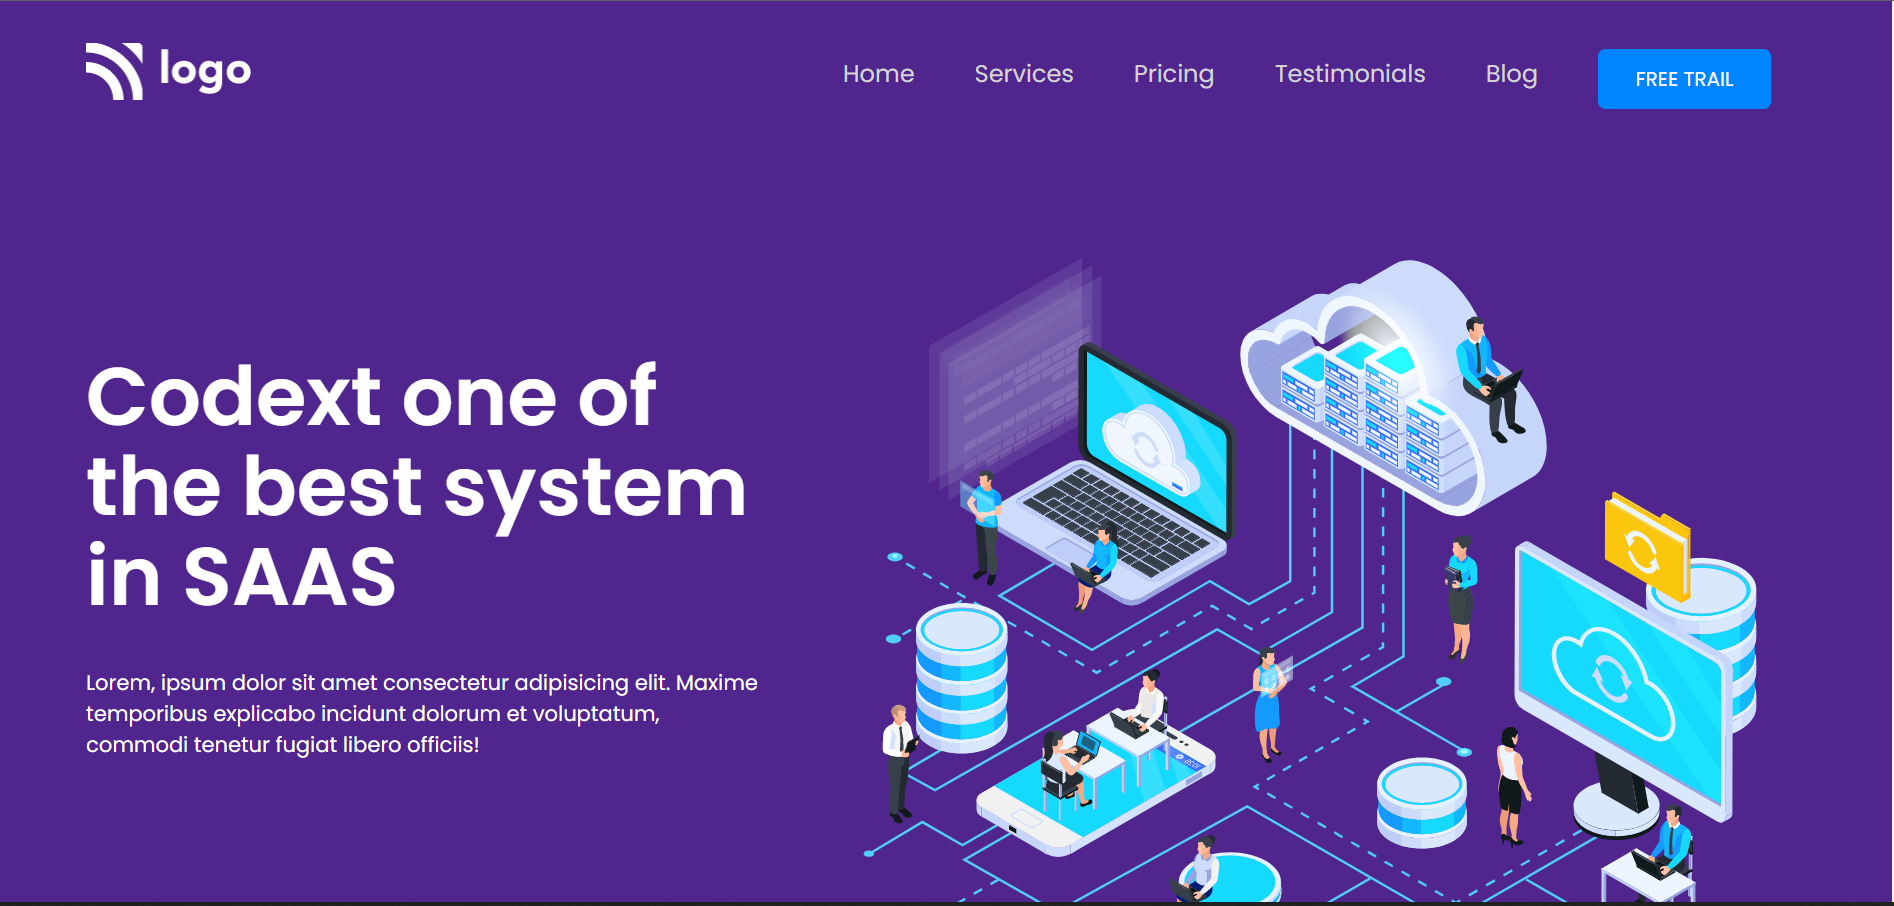 logo
Home
Services
Pricing
Testimonials
Blog
FREE TRAIL
Codext one of
the best system
in SAAS
Lorem, ipsum dolor sit amet consectetur adipisicing elit. Maxime
temporibus explicabo incidunt dolorum et voluptatum,
commodi tenetur fugiat libero officiis!